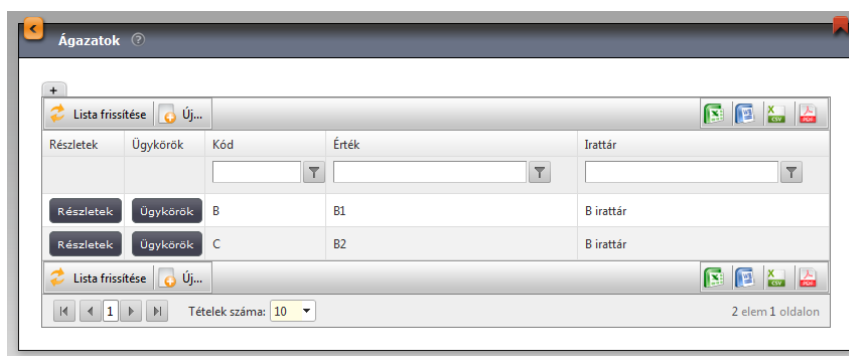 Ágazatok ?
+
Lista frissítése Új...
Részletek Ügykörök Kód Érték Irattár
Részletek Ügykörök B B1 B irattár
Részletek Ügykörök C B2 B irattár
Lista frissítése Új...
1 Tételek száma: 10 2 elem 1 oldalon